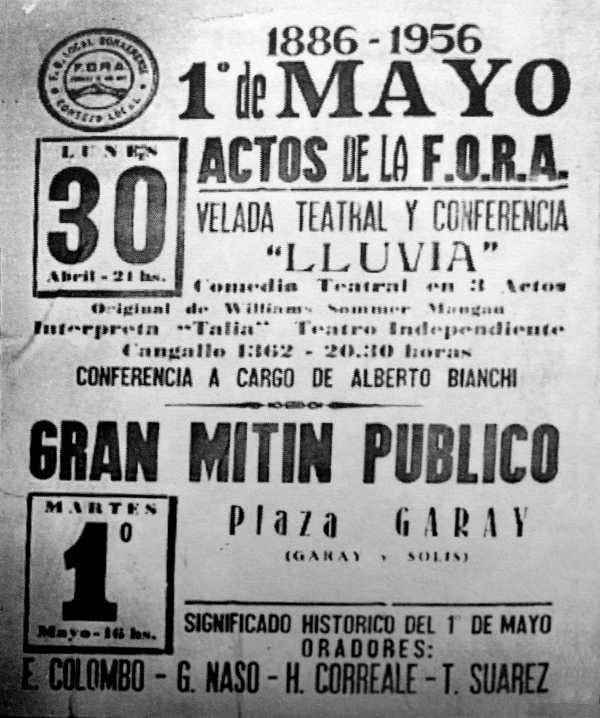 F.O. LOCAL BONAERENSE
F.O.R.A.
CONSEJO LOCAL
1886 - 1956
1º de MAYO
LUNES
30
Abril - 21 hs.
ACTOS DE LA F.O.R.A.
VELADA TEATRAL Y CONFERENCIA
"LLUVIA"
Comedia Teatral en 3 Actos
Original de Williams Sommer Mangan
Interpreta "Talia" Teatro Independiente
Cangallo 1362 - 20.30 horas
CONFERENCIA A CARGO DE ALBERTO BIANCHI
GRAN MITIN PUBLICO
MARTES
1º
Mayo - 16 hs.
Plaza GARAY
(GARAY y SOLIS)
SIGNIFICADO HISTORICO DEL 1º DE MAYO
ORADORES:
E. COLOMBO - G. NASO - H. CORREALE - T. SUAREZ